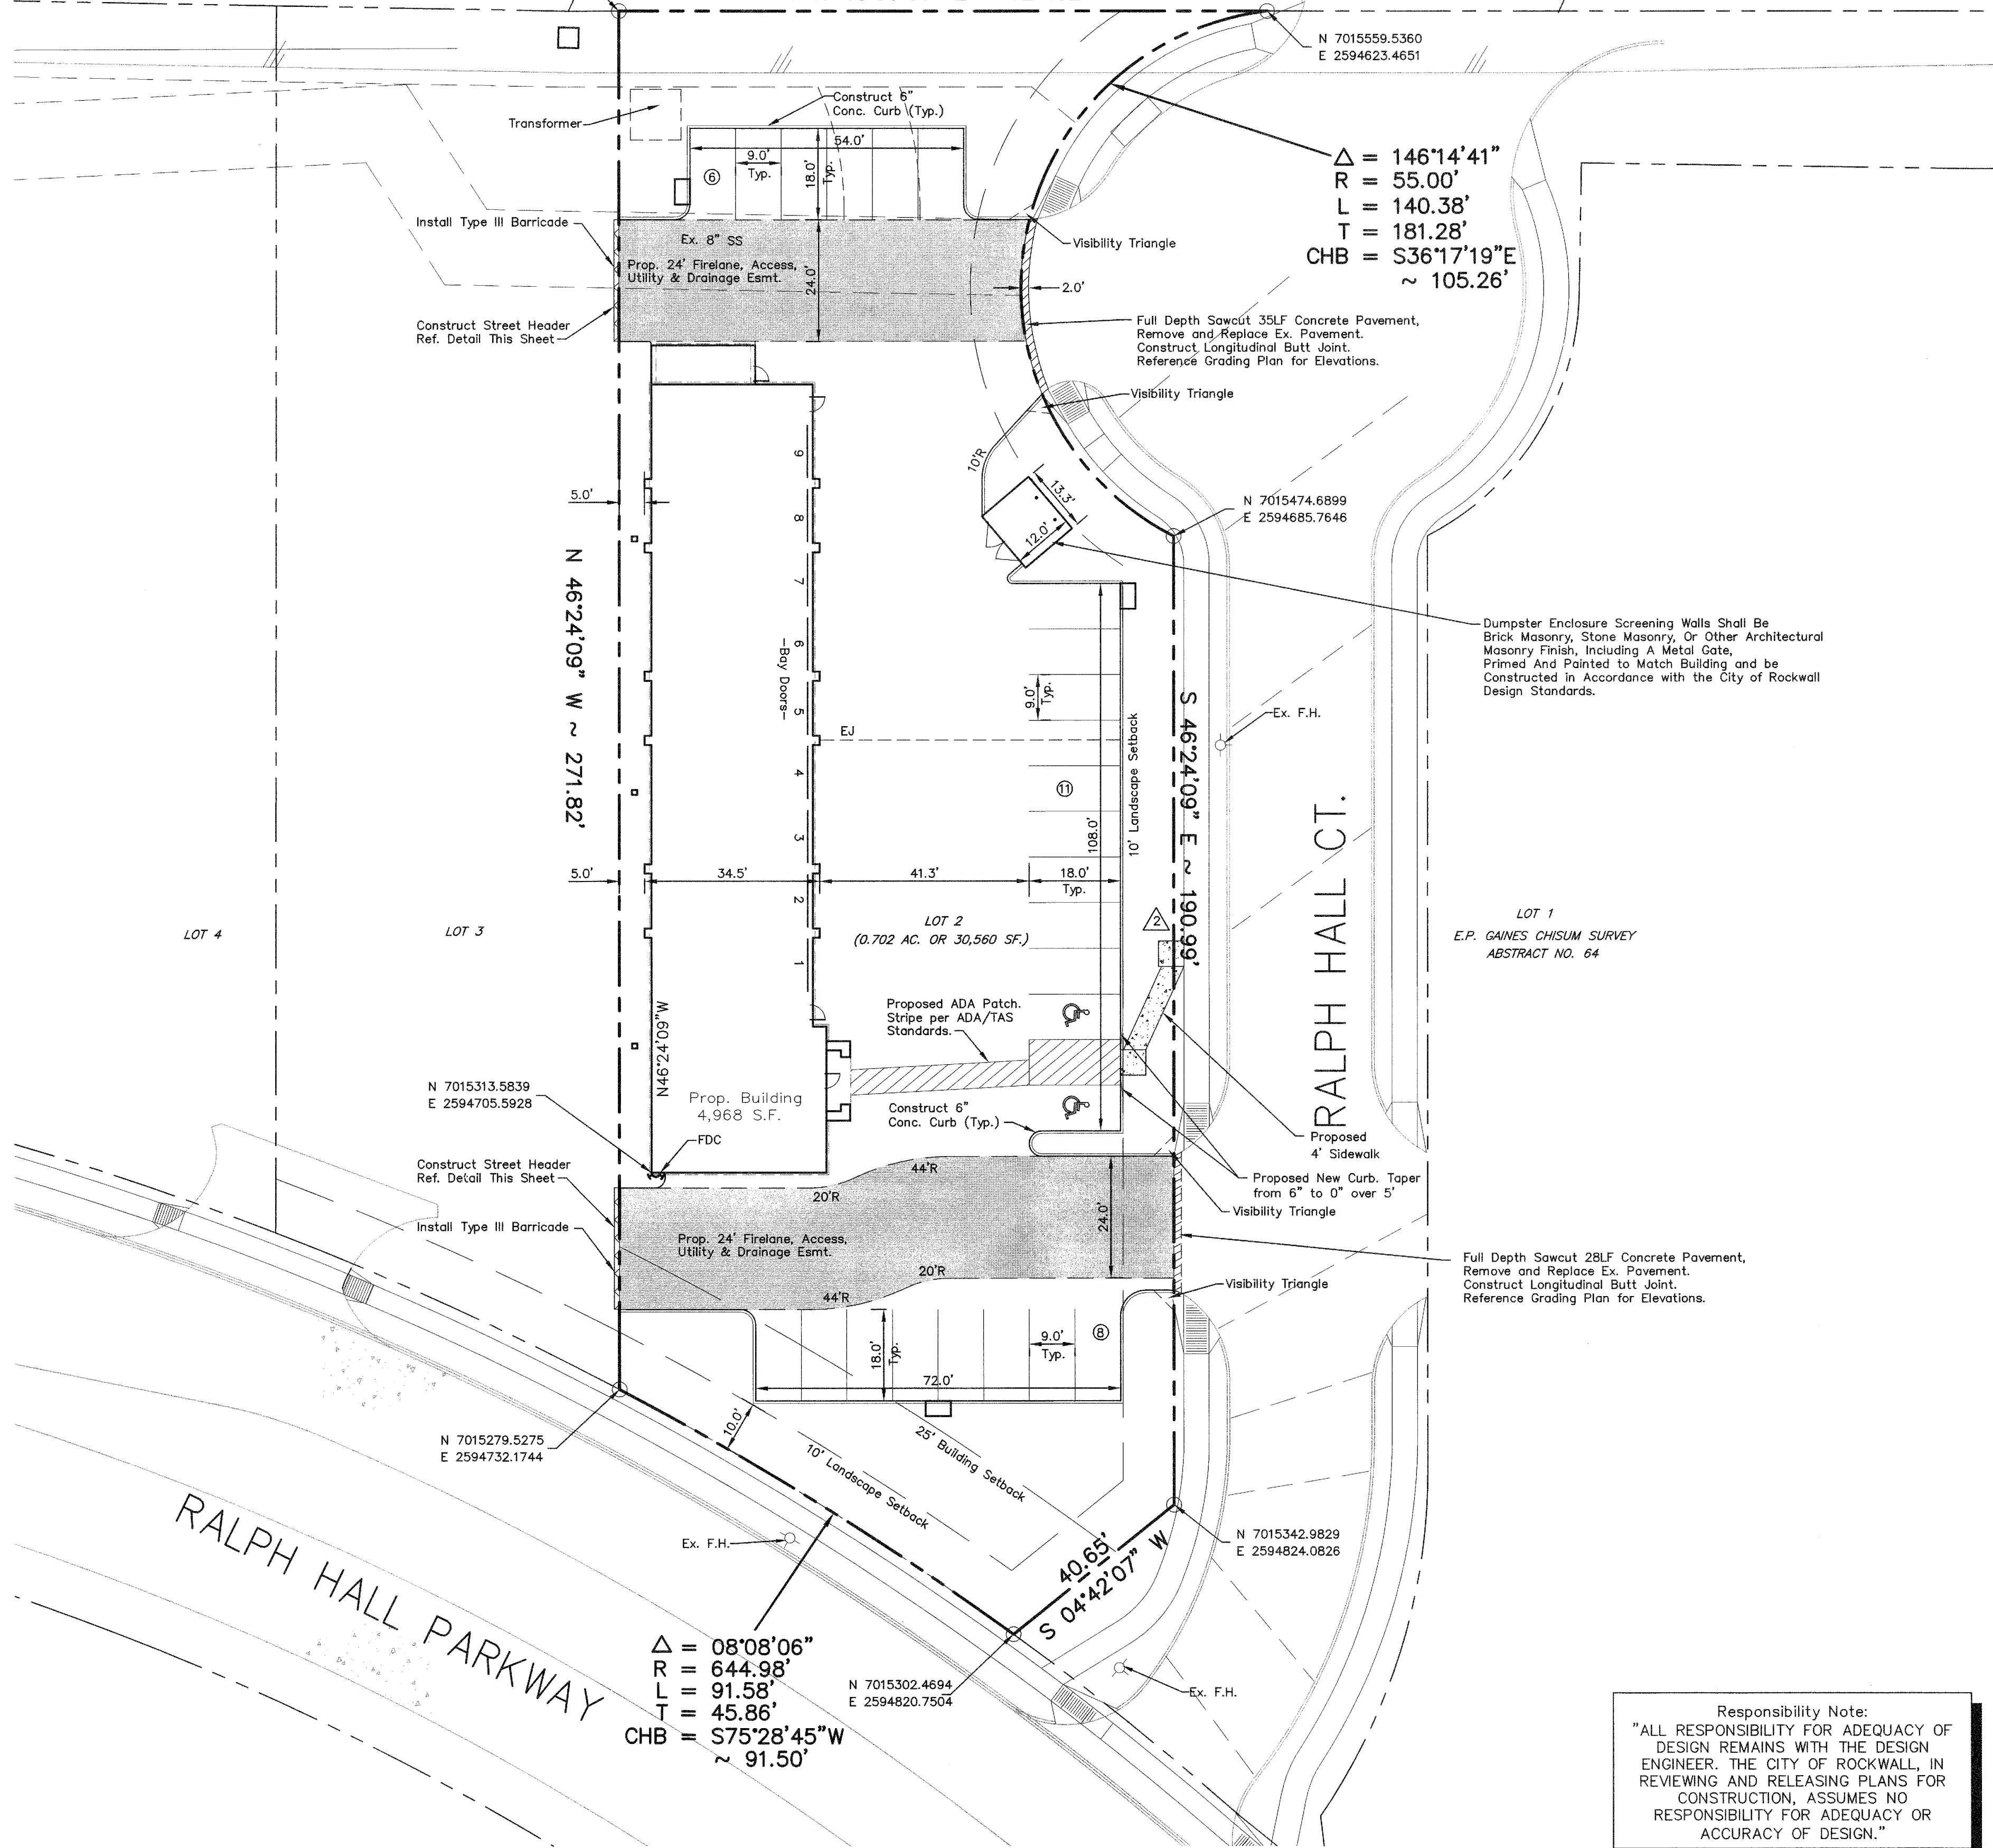 N 7015559.5360
E 2594623.4651
Construct 6"
Conc. Curb (Typ.)
Transformer
54.0'
9.0'
Typ.
18.0'
Typ.
6
Δ = 146°14'41"
R = 55.00'
L = 140.38'
T = 181.28'
CHB = S36°17'19"E
~ 105.26'
Install Type III Barricade
Ex. 8" SS
Prop. 24' Firelane, Access,
Utility & Drainage Esmt.
24.0'
Visibility Triangle
2.0'
Construct Street Header
Ref. Detail This Sheet
Full Depth Sawcut 35LF Concrete Pavement,
Remove and Replace Ex. Pavement.
Construct Longitudinal Butt Joint.
Reference Grading Plan for Elevations.
Visibility Triangle
10'R
13.3'
12.0'
9
8
7
6
5
4
3
2
1
-Bay Doors-
5.0'
N 7015474.6899
E 2594685.7646
N 46°24'09" W ~ 271.82'
Dumpster Enclosure Screening Walls Shall Be
Brick Masonry, Stone Masonry, Or Other Architectural
Masonry Finish, Including A Metal Gate,
Primed And Painted to Match Building and be
Constructed in Accordance with the City of Rockwall
Design Standards.
9.0'
Typ.
Ex. F.H.
EJ
10' Landscape Setback
S 46°24'09" E ~ 190.99'
11
108.0'
RALPH HALL CT.
5.0'
34.5'
41.3'
18.0'
Typ.
2
LOT 4
LOT 3
LOT 2
(0.702 AC. OR 30,560 SF.)
LOT 1
E.P. GAINES CHISUM SURVEY
ABSTRACT NO. 64
Proposed ADA Patch.
Stripe per ADA/TAS
Standards.
N46°24'09"W
N 7015313.5839
E 2594705.5928
Prop. Building
4,968 S.F.
Construct 6"
Conc. Curb (Typ.)
FDC
Proposed
4' Sidewalk
Construct Street Header
Ref. Detail This Sheet
44'R
20'R
Proposed New Curb. Taper
from 6" to 0" over 5'
Visibility Triangle
Install Type III Barricade
24.0'
Prop. 24' Firelane, Access,
Utility & Drainage Esmt.
20'R
44'R
Full Depth Sawcut 28LF Concrete Pavement,
Remove and Replace Ex. Pavement.
Construct Longitudinal Butt Joint.
Reference Grading Plan for Elevations.
Visibility Triangle
18.0'
Typ.
9.0'
Typ.
8
72.0'
10.0'
N 7015279.5275
E 2594732.1744
10' Landscape Setback
25' Building Setback
RALPH HALL PARKWAY
Ex. F.H.
40.65'
S 04°42'07" W
N 7015342.9829
E 2594824.0826
Δ = 08°08'06"
R = 644.98'
L = 91.58'
T = 45.86'
CHB = S75°28'45"W
~ 91.50'
N 7015302.4694
E 2594820.7504
Ex. F.H.
Responsibility Note:
"ALL RESPONSIBILITY FOR ADEQUACY OF
DESIGN REMAINS WITH THE DESIGN
ENGINEER. THE CITY OF ROCKWALL, IN
REVIEWING AND RELEASING PLANS FOR
CONSTRUCTION, ASSUMES NO
RESPONSIBILITY FOR ADEQUACY OR
ACCURACY OF DESIGN."